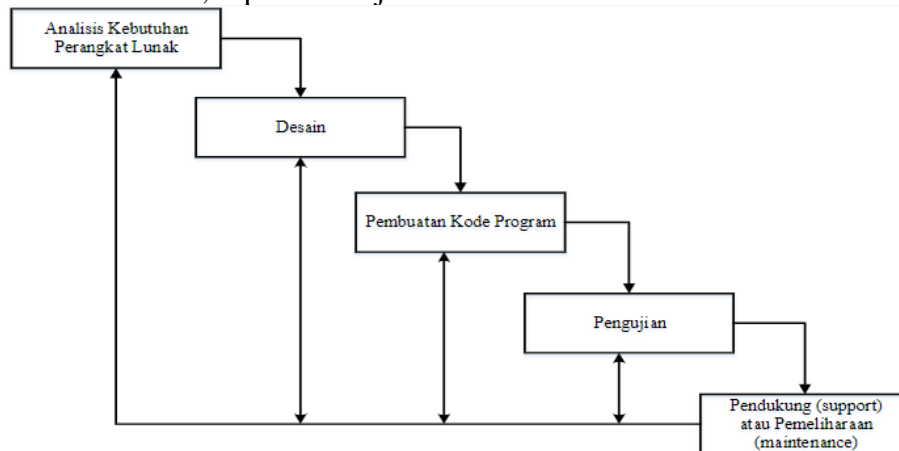 Analisis Kebutuhan
Perangkat Lunak
Desain
Pembuatan Kode Program
Pengujian
Pendukung (support)
atau Pemeliharaan
(maintenance)